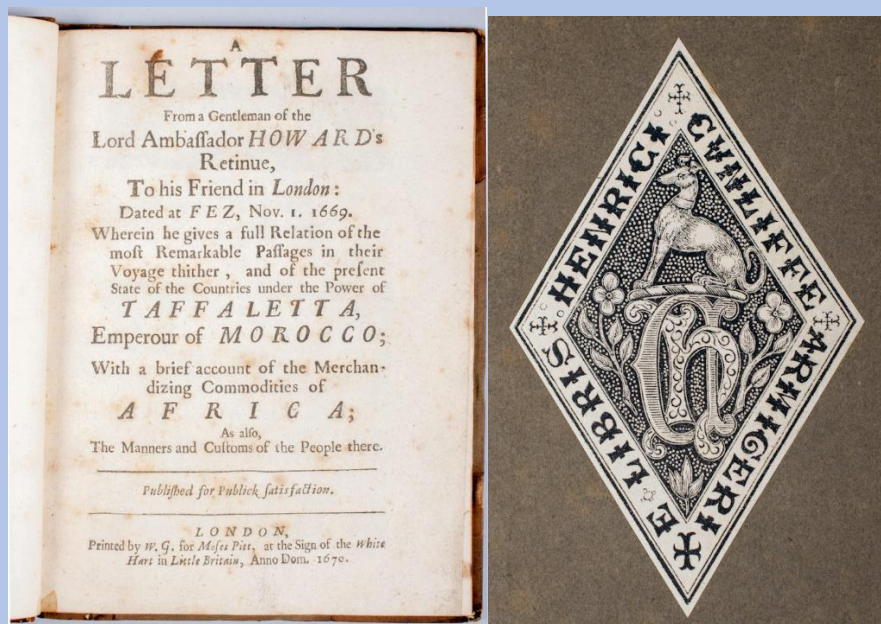 A
LETTER
From a Gentleman of the
Lord Ambaſſador HOWARD's
Retinue,
To his Friend in London:
Dated at FEZ, Nov. 1. 1669.
Wherein he gives a full Relation of the
moſt Remarkable Paſſages in their
Voyage thither, and of the preſent
State of the Countries under the Power of
TAFFALETTA,
Emperour of MOROCCO;
With a brief account of the Merchan-
dizing Commodities of
AFRICA;
As alſo,
The Manners and Cuſtoms of the People there.
Publiſhed for Publick ſatisfaction.
LONDON,
Printed by W. G. for Moſes Pitt, at the Sign of the White
Hart in Little Britain, Anno Dom. 1670.
E LIBRIS HENRICI CVNLIFFE ARMIGERI